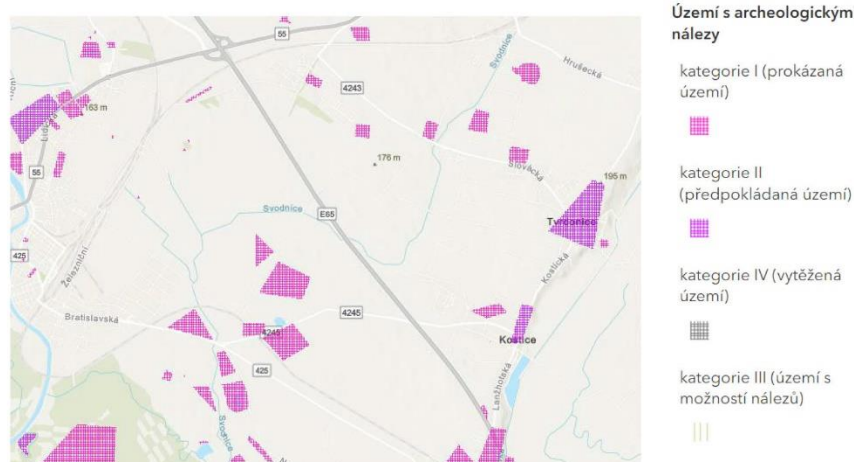 Území s archeologickým
nálezy
kategorie I (prokázaná
území)
kategorie II
(předpokládaná území)
kategorie IV (vytěžená
území)
kategorie III (území s
možností nálezů)
55
Svodnice
Hrušecká
4243
163 m
Lidická
176 m
55
Slovácká
195 m
Svodnice
E65
Tvrdonice
425
Železniční
Kostická
Bratislavská
4245
4245
Kostice
425
Lanžhotská
Svodnice